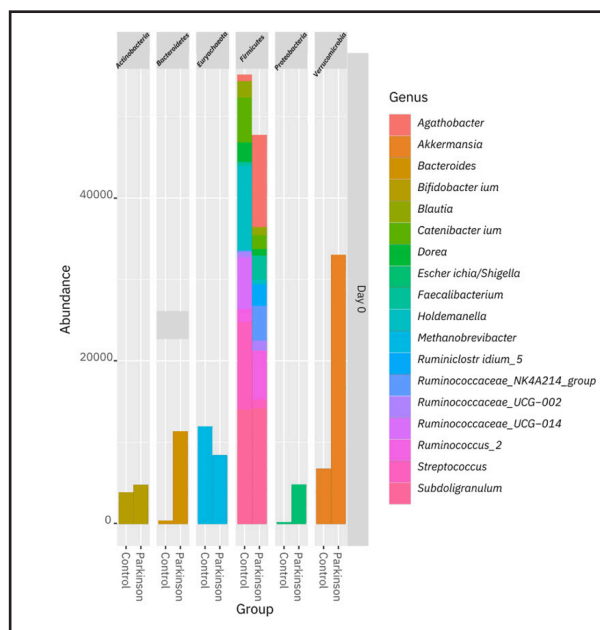 Actinobacteria
Bacteroidetes
Euryachaeota
Firmicutes
Proteobacteria
Verrucomicrobia
Genus
Agathobacter
Akkermansia
Bacteroides
Bifidobacter ium
Blautia
Catenibacter ium
Dorea
Escher ichia/Shigella
Faecalibacterium
Holdemanella
Methanobrevibacter
Ruminiclostr idium_5
Ruminococcaceae_NK4A214_group
Ruminococcaceae_UCG-002
Ruminococcaceae_UCG-014
Ruminococcus_2
Streptococcus
Subdoligranulum
Abundance
40000
20000
0
Day 0
Control
Parkinson
Control
Parkinson
Control
Parkinson
Control
Parkinson
Control
Parkinson
Control
Parkinson
Group